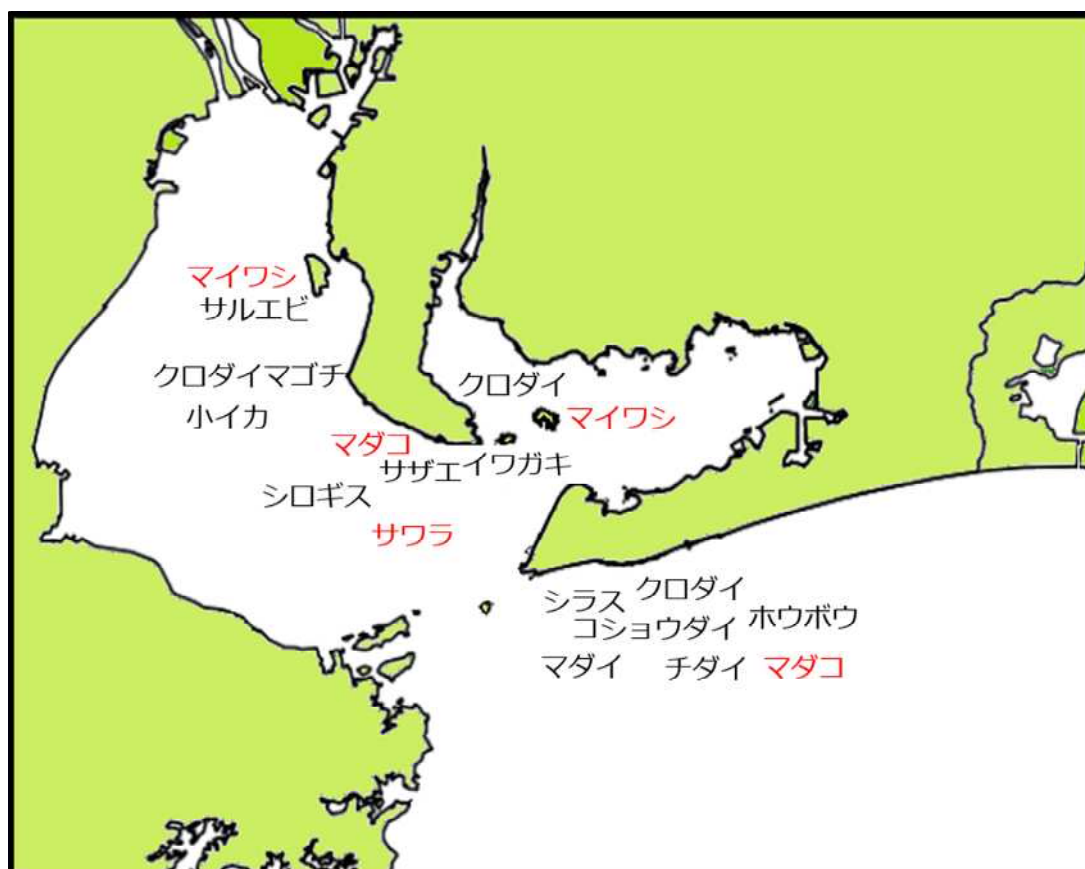 マイワシ
サルエビ
クロダイマゴチ
クロダイ
小イカ
マイワシ
マダコ
サザエイワガキ
シロギス
サワラ
シラス
クロダイ
コショウダイ
ホウボウ
マダイ
チダイ
マダコ